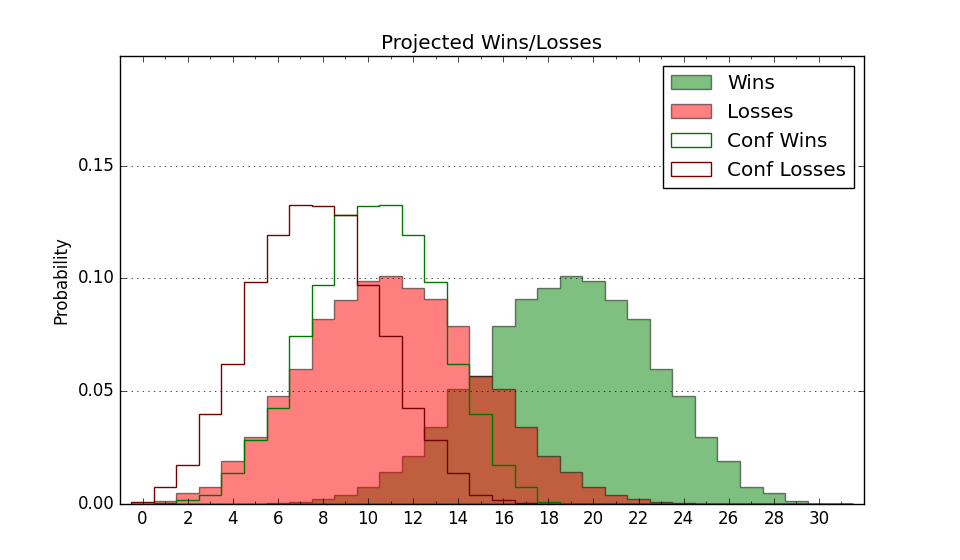 Projected Wins/Losses
Wins
Losses
Conf Wins
Conf Losses
Probability
0.15
0.10
0.05
0.00
0 2 4 6 8 10 12 14 16 18 20 22 24 26 28 30